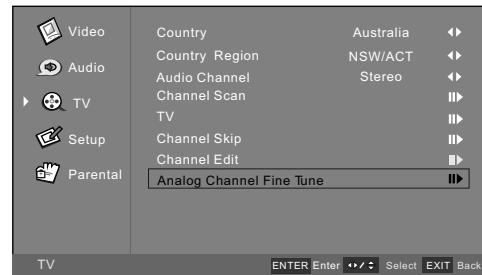 Video
Audio
TV
Setup
Parental
Country Australia
Country Region NSW/ACT
Audio Channel Stereo
Channel Scan
TV
Channel Skip
Channel Edit
Analog Channel Fine Tune
TV ENTER Enter Select EXIT Back